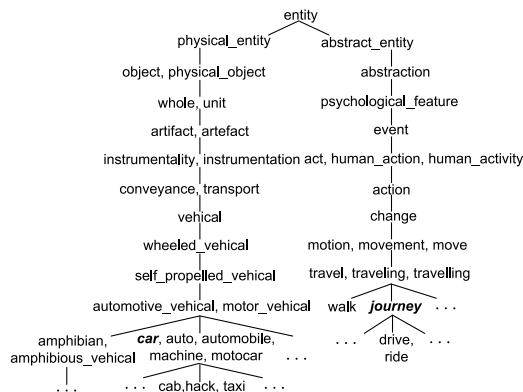 entity
physical_entity abstract_entity
object, physical_object abstraction
whole, unit psychological_feature
artifact, artefact event
instrumentality, instrumentation act, human_action, human_activity
conveyance, transport action
vehical change
wheeled_vehical motion, movement, move
self_propelled_vehical travel, traveling, travelling
automotive_vehical, motor_vehical walk journey . . .
amphibian, car, auto, automobile, . . . drive, . . .
amphibious_vehical machine, motocar . . . ride
. . . . . . cab,hack, taxi . . .